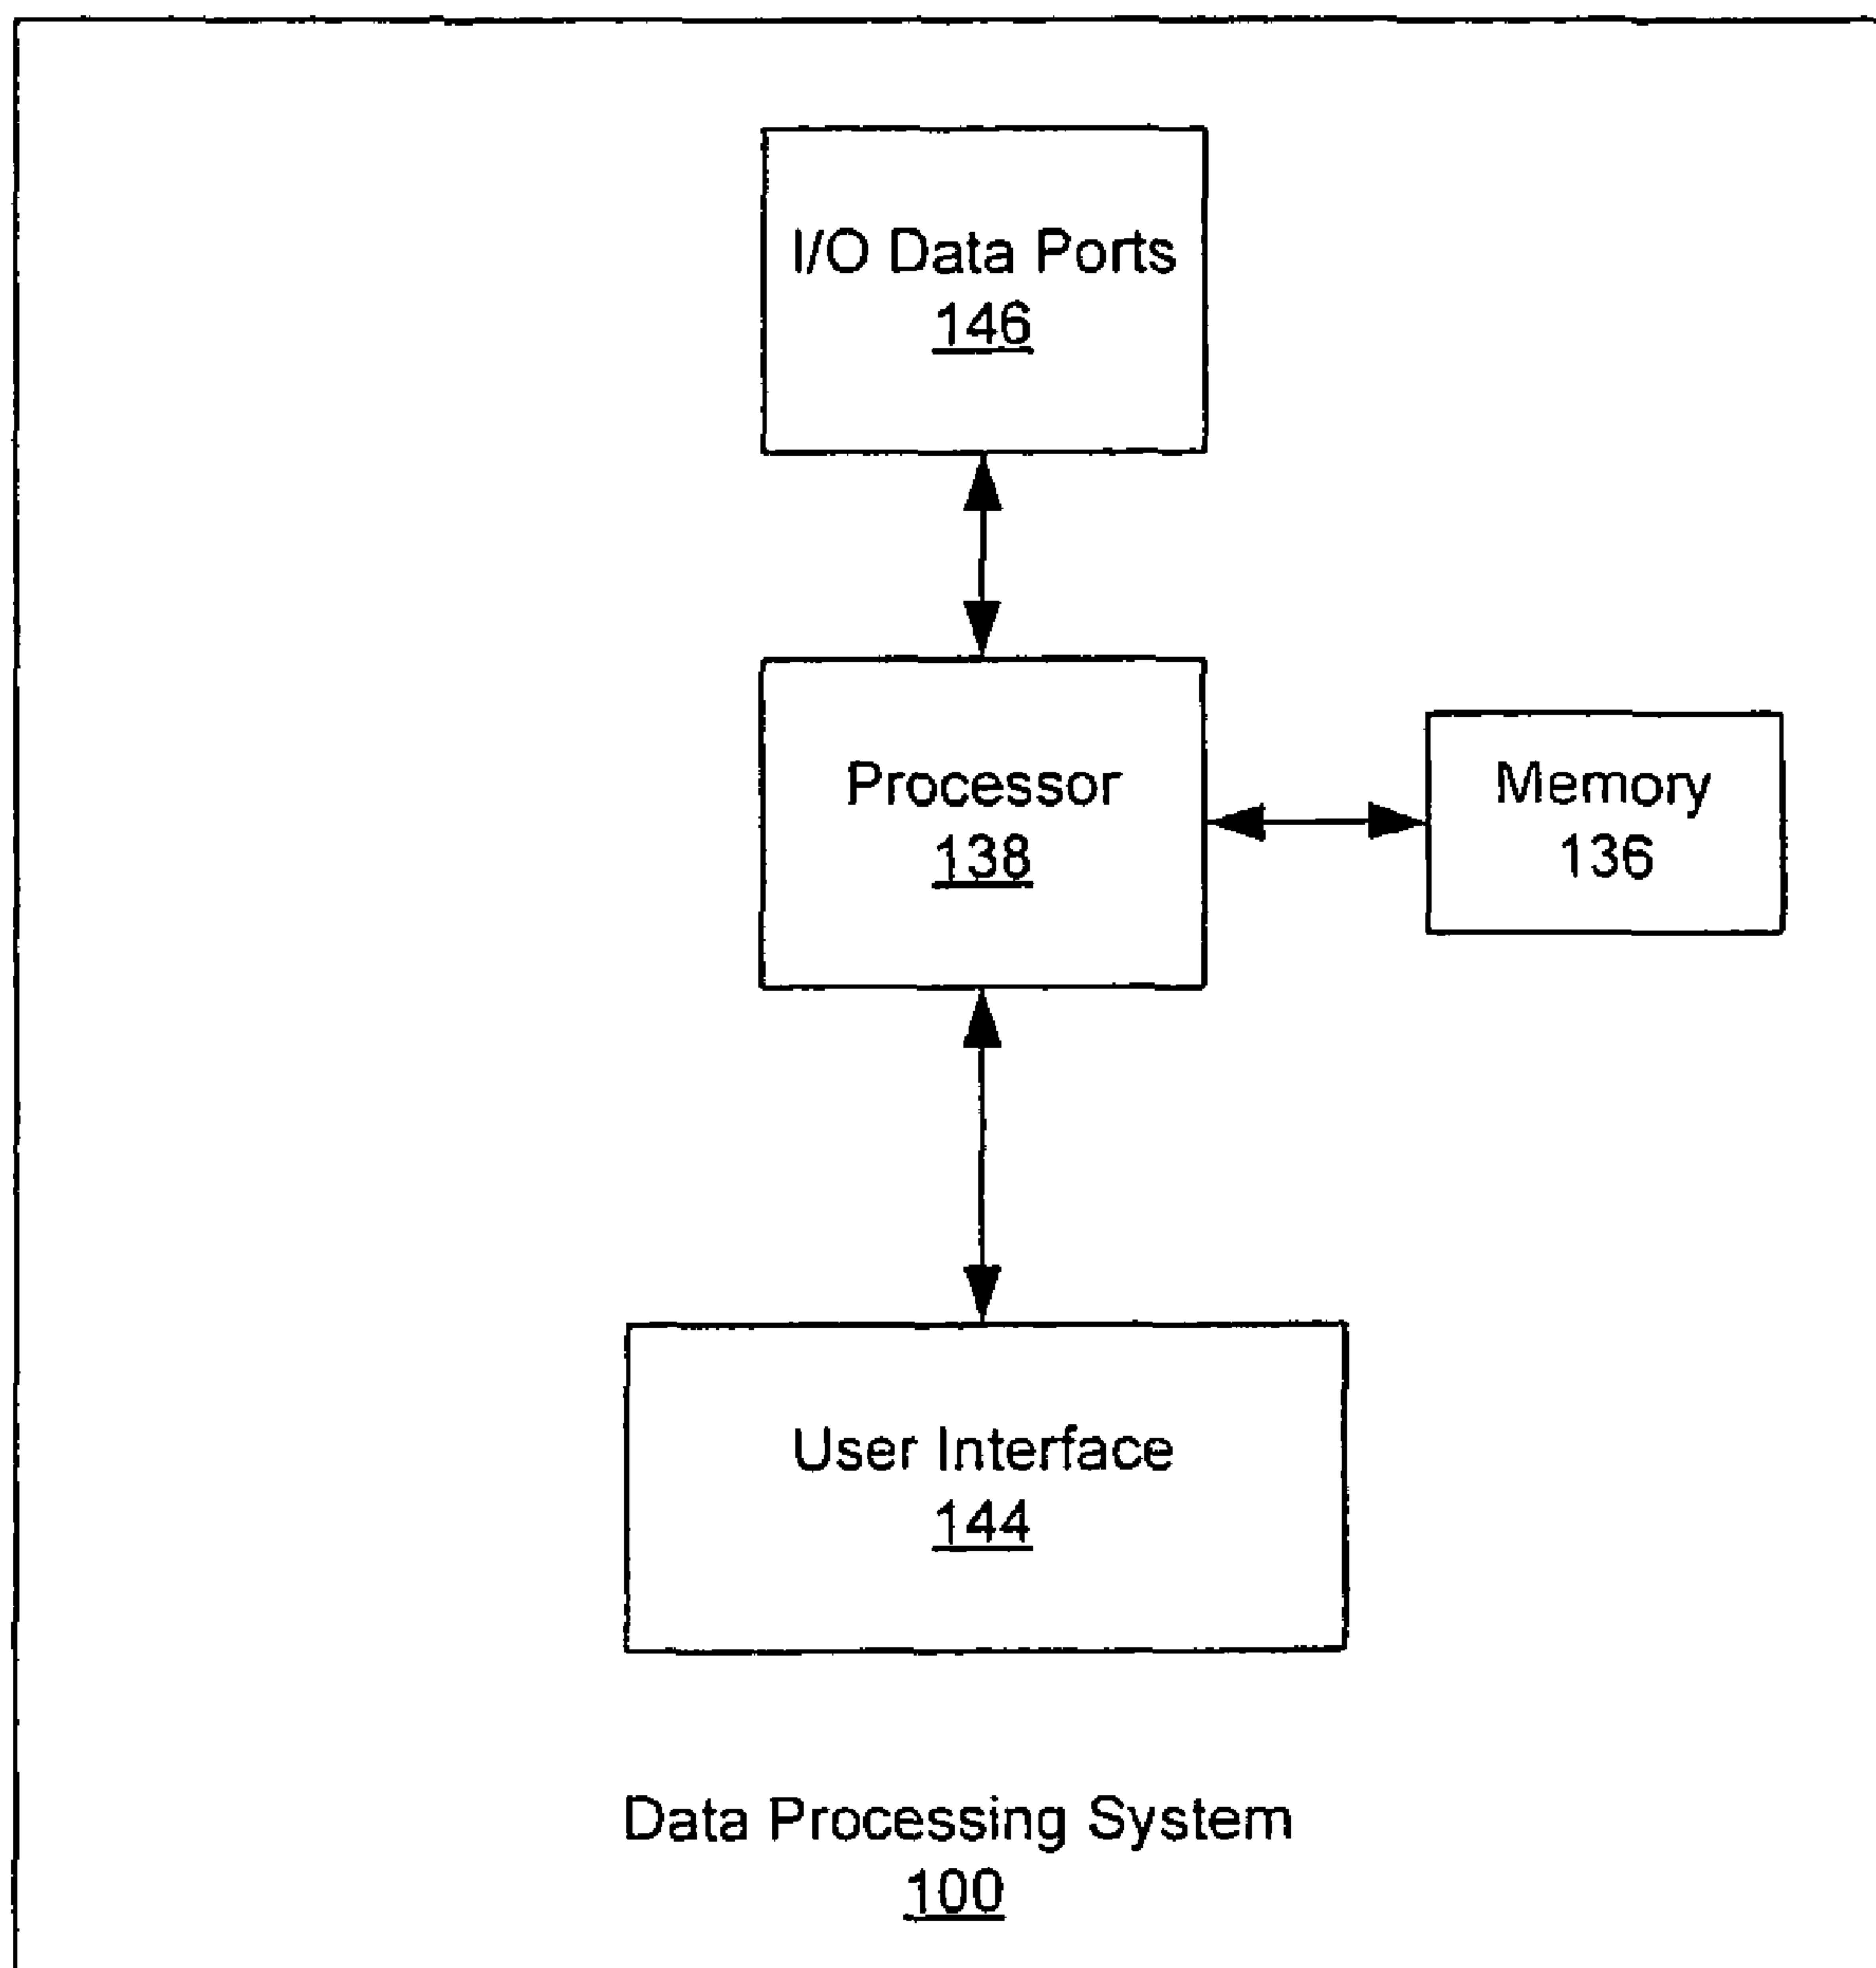 I/O Data Ports
146
Processor
138
Memory
136
User Interface
144
Data Processing System
100